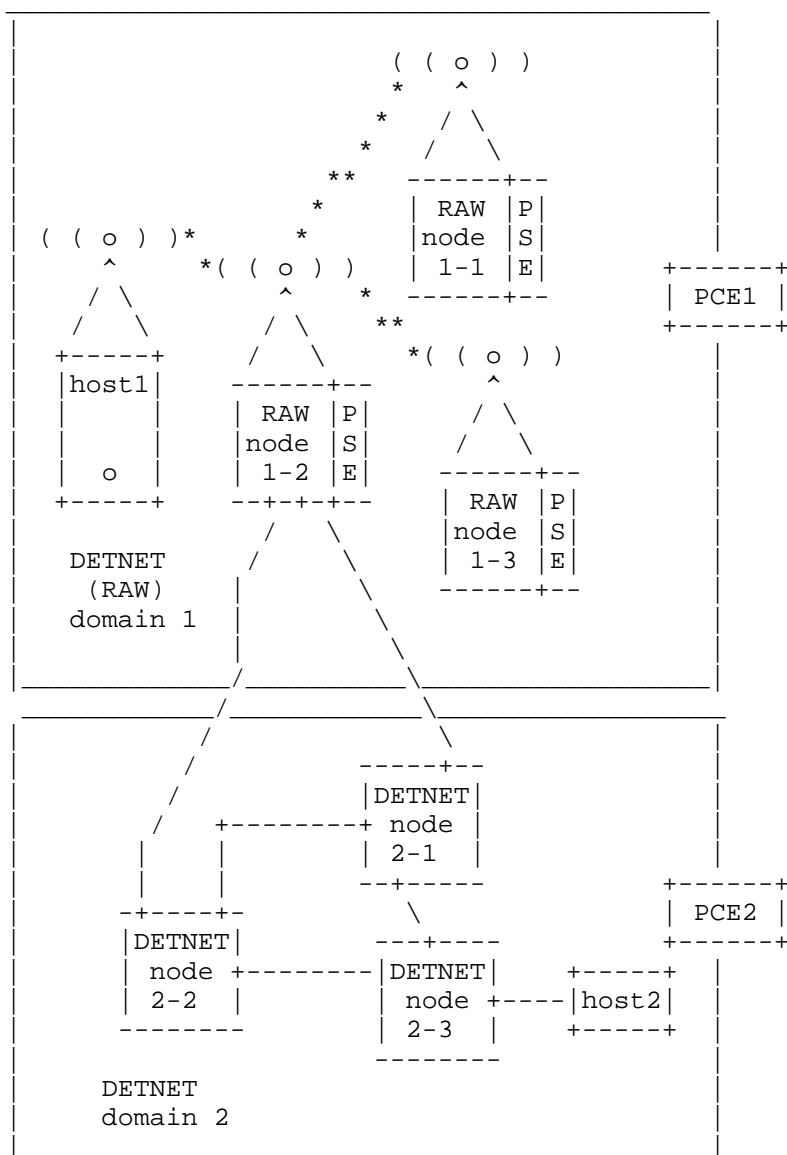 RAW P
node S
1-1 E
PCE1
host1
RAW P
node S
1-2 E
RAW P
node S
1-3 E
DETNET
(RAW)
domain 1
DETNET
node
2-1
PCE2
DETNET
node
2-2
DETNET
node
2-3
host2
DETNET
domain 2